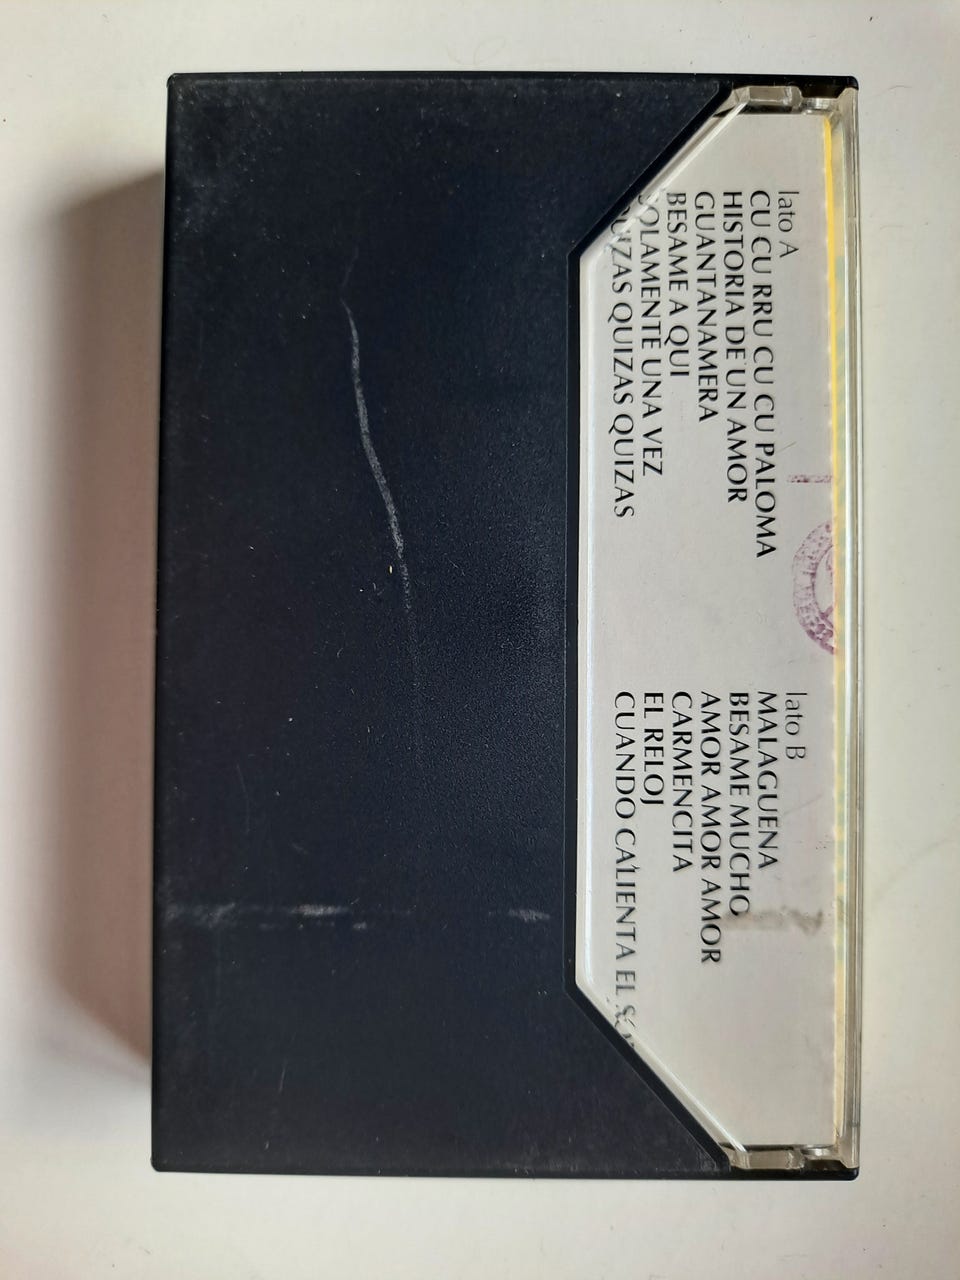 lato A
CU CU RRU CU CU PALOMA
HISTORIA DE UN AMOR
GUANTANAMERA
BESAME A QUI
SOLAMENTE UNA VEZ
QUIZAS QUIZAS QUIZAS
lato B
MALAGUENA
BESAME MUCHO
AMOR AMOR AMOR
CARMENCITA
EL RELOJ
CUANDO CALIENTA EL SOL